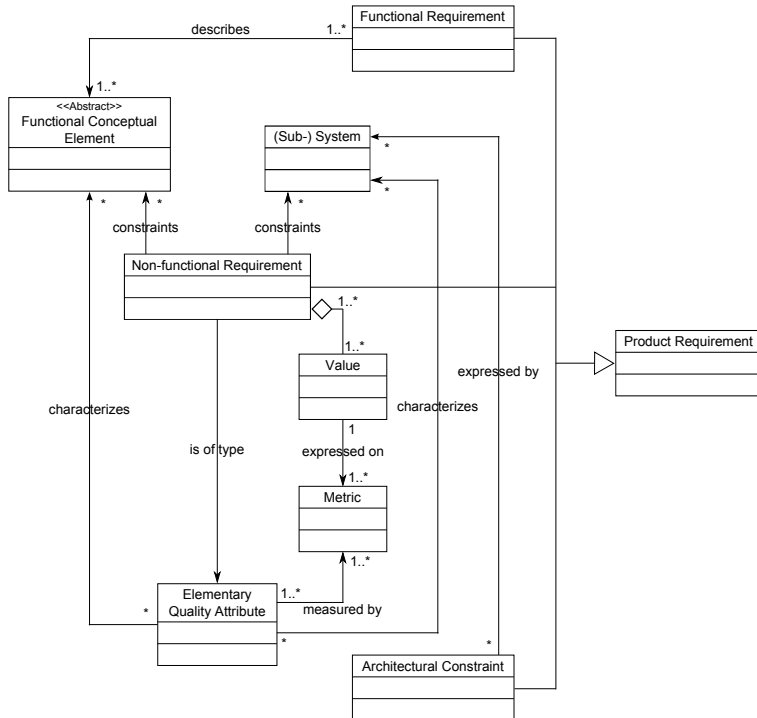 Functional Requirement
describes
1..*
1..*
<<Abstract>>
Functional Conceptual
Element
(Sub-) System
*
*
*
*
*
*
constraints
constraints
Non-functional Requirement
1..*
Product Requirement
1..*
Value
expressed by
characterizes
characterizes
1
is of type
expressed on
1..*
Metric
1..*
Elementary
Quality Attribute
1..*
measured by
*
*
*
Architectural Constraint